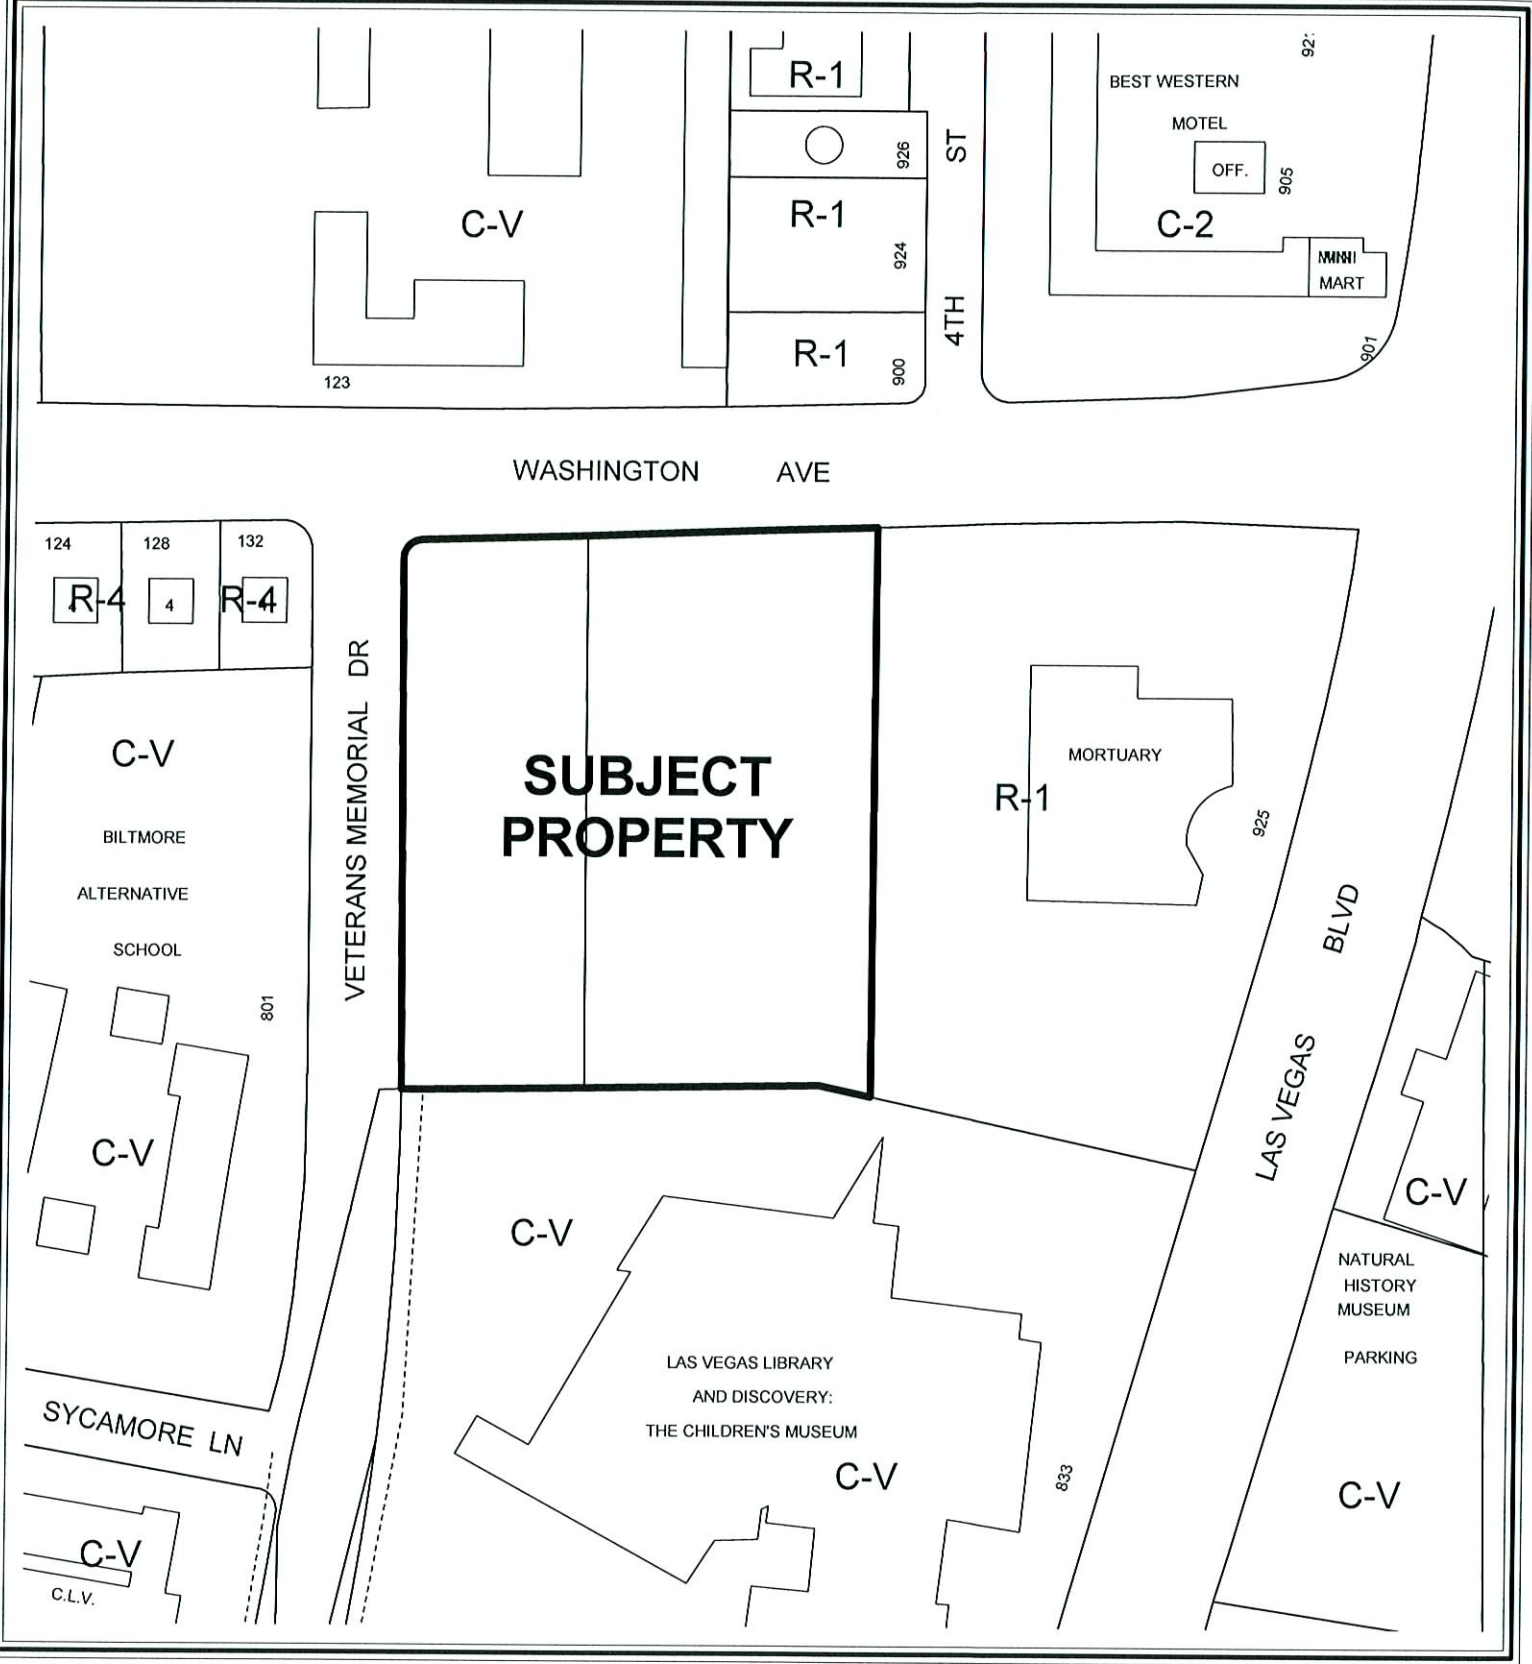 R-1
BEST WESTERN
MOTEL
OFF.
905
926
ST
C-V
R-1
924
C-2
MART
4TH
R-1
900
901
123
WASHINGTON AVE
124
128
132
R-4
4
R-4
VETERANS MEMORIAL DR
C-V
SUBJECT
PROPERTY
MORTUARY
R-1
925
BILTMORE
ALTERNATIVE
SCHOOL
801
LAS VEGAS BLVD
C-V
C-V
C-V
NATURAL
HISTORY
MUSEUM
PARKING
LAS VEGAS LIBRARY
AND DISCOVERY:
THE CHILDREN'S MUSEUM
C-V
833
C-V
SYCAMORE LN
C-V
C.L.V.